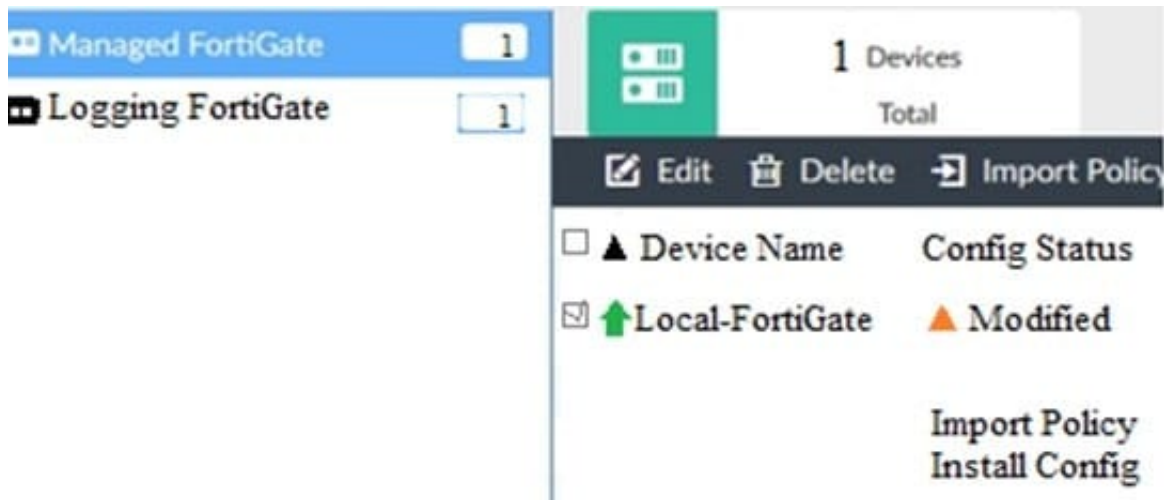 Managed FortiGate 1
Logging FortiGate 1
1 Devices
Total
Edit Delete Import Policy
Device Name Config Status
Local-FortiGate Modified
Import Policy
Install Config